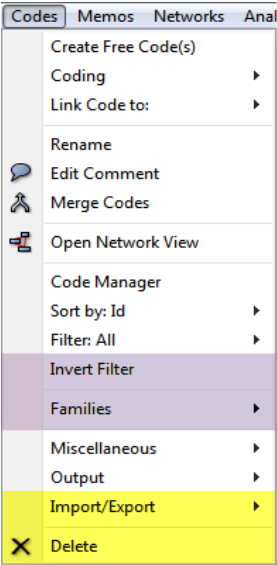 Codes Memos Networks
Create Free Code(s)
Coding
Link Code to:
Rename
Edit Comment
Merge Codes
Open Network View
Code Manager
Sort by: Id
Filter: All
Invert Filter
Families
Miscellaneous
Output
Import/Export
Delete